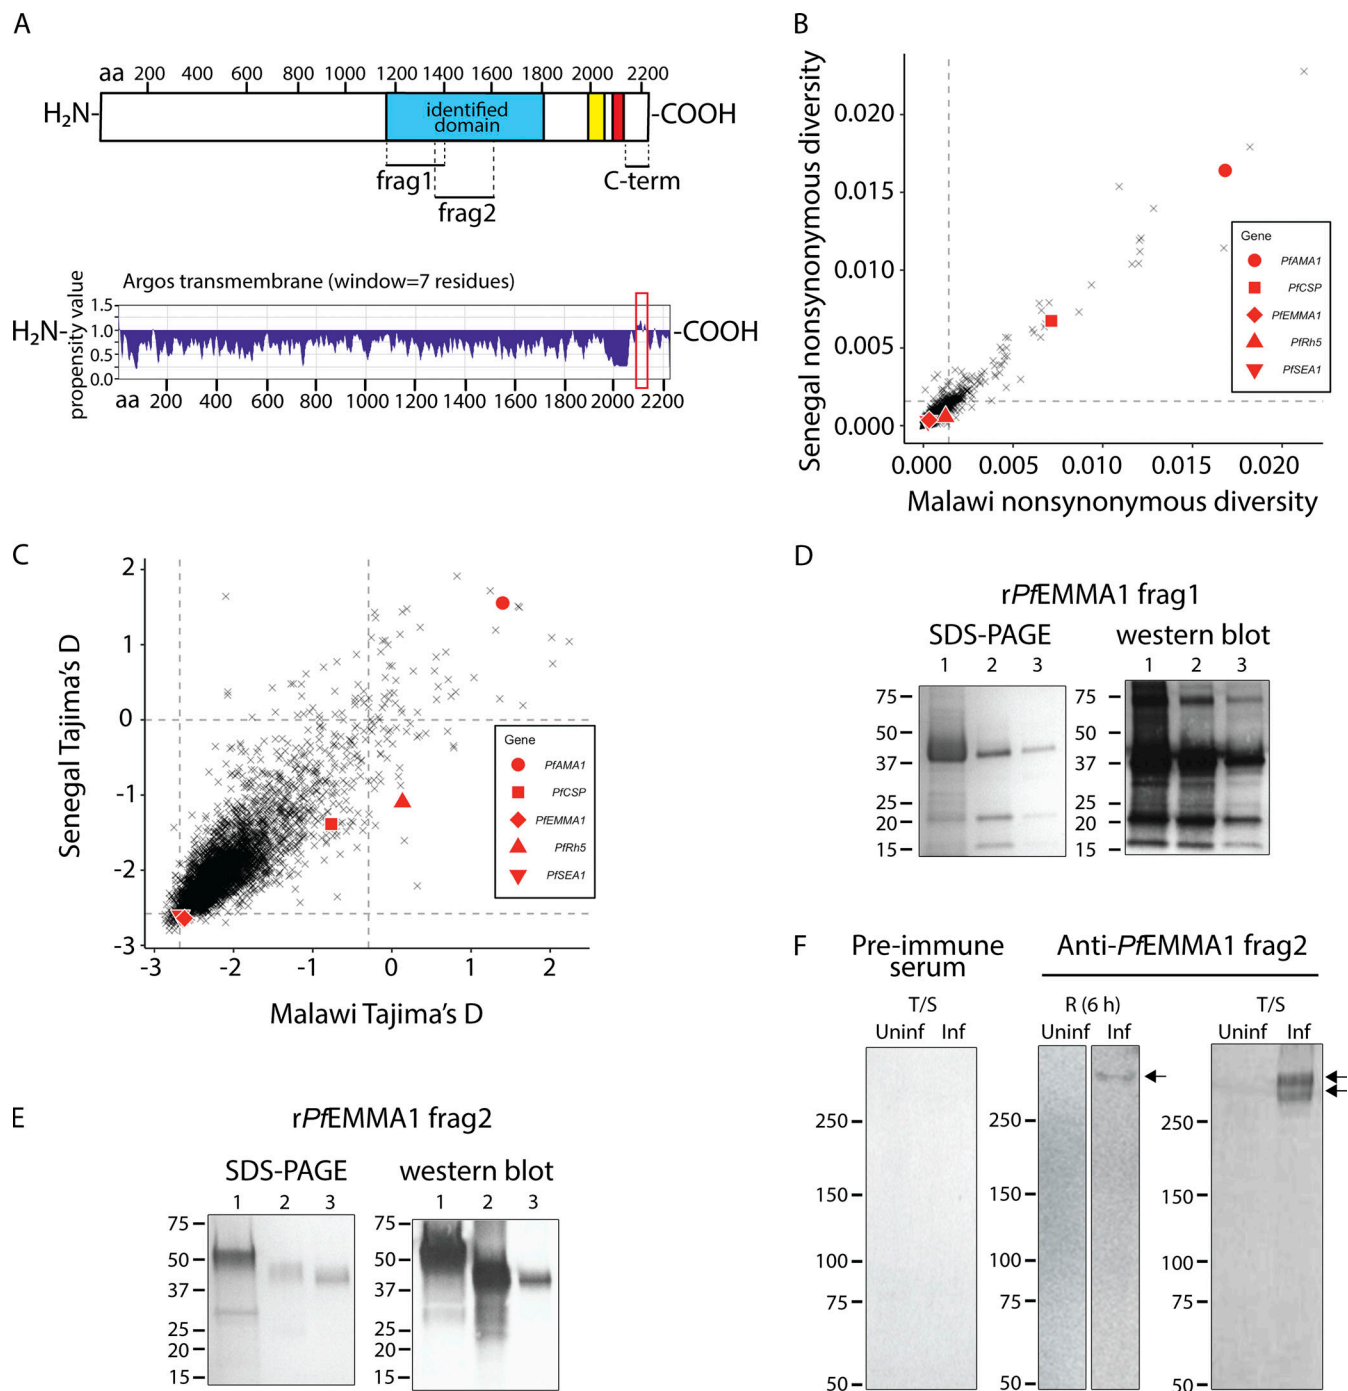 A
aa 200 400 600 800 1000 1200 1400 1600 1800 2000 2200
H₂N-
identified
domain
-COOH
frag1
frag2
C-term
Argos transmembrane (window=7 residues)
propensity value
1.5
1.0
0.5
0.0
H₂N-
-COOH
aa 200 400 600 800 1000 1200 1400 1600 1800 2000 2200
B
Senegal nonsynonymous diversity
0.020
0.015
0.010
0.005
0.000
0.000 0.005 0.010 0.015 0.020
Malawi nonsynonymous diversity
Gene
PfAMA1
PfCSP
PfEMMA1
PfRh5
PfSEA1
C
Senegal Tajima's D
2
1
0
-1
-2
-3
-3 -2 -1 0 1 2
Malawi Tajima's D
Gene
PfAMA1
PfCSP
PfEMMA1
PfRh5
PfSEA1
D
rPfEMMA1 frag1
SDS-PAGE
western blot
1 2 3
1 2 3
75
50
37
25
20
15
75
50
37
25
20
15
E
rPfEMMA1 frag2
SDS-PAGE
western blot
1 2 3
1 2 3
75
50
37
25
20
15
75
50
37
25
20
15
F
Pre-immune
serum
Anti-PfEMMA1 frag2
T/S
Uninf Inf
R (6 h)
Uninf Inf
T/S
Uninf Inf
250
150
100
75
50
250
150
100
75
50
250
150
100
75
50